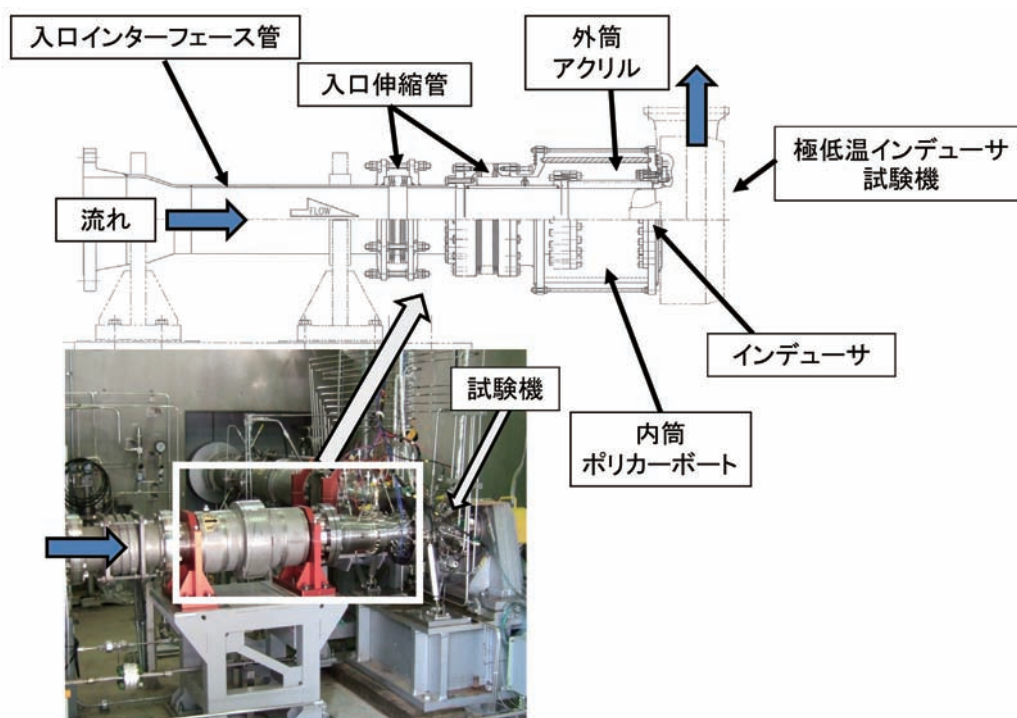 入口インターフェース管
入口伸縮管
外筒
アクリル
極低温インデューサ
試験機
流れ
FLOW
インデューサ
試験機
内筒
ポリカーボート